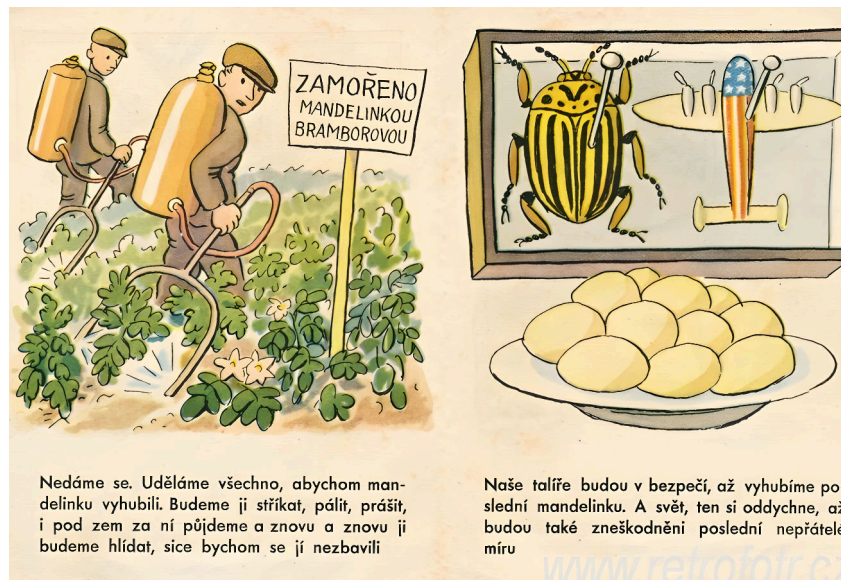 ZAMOŘENO
MANDELINKOU
BRAMBOROVOU
Nedáme se. Uděláme všechno, abychom man-
delinku vyhubili. Budeme ji stříkat, pálit, prášit,
i pod zem za ní půjdeme a znovu a znovu ji
budeme hlídat, sice bychom se jí nezbavili
Naše talíře budou v bezpečí, až vyhubíme po
slední mandelinku. A svět, ten si oddychne, až
budou také zneškodněni poslední nepřátelé
míru
www.retrofotr.cz